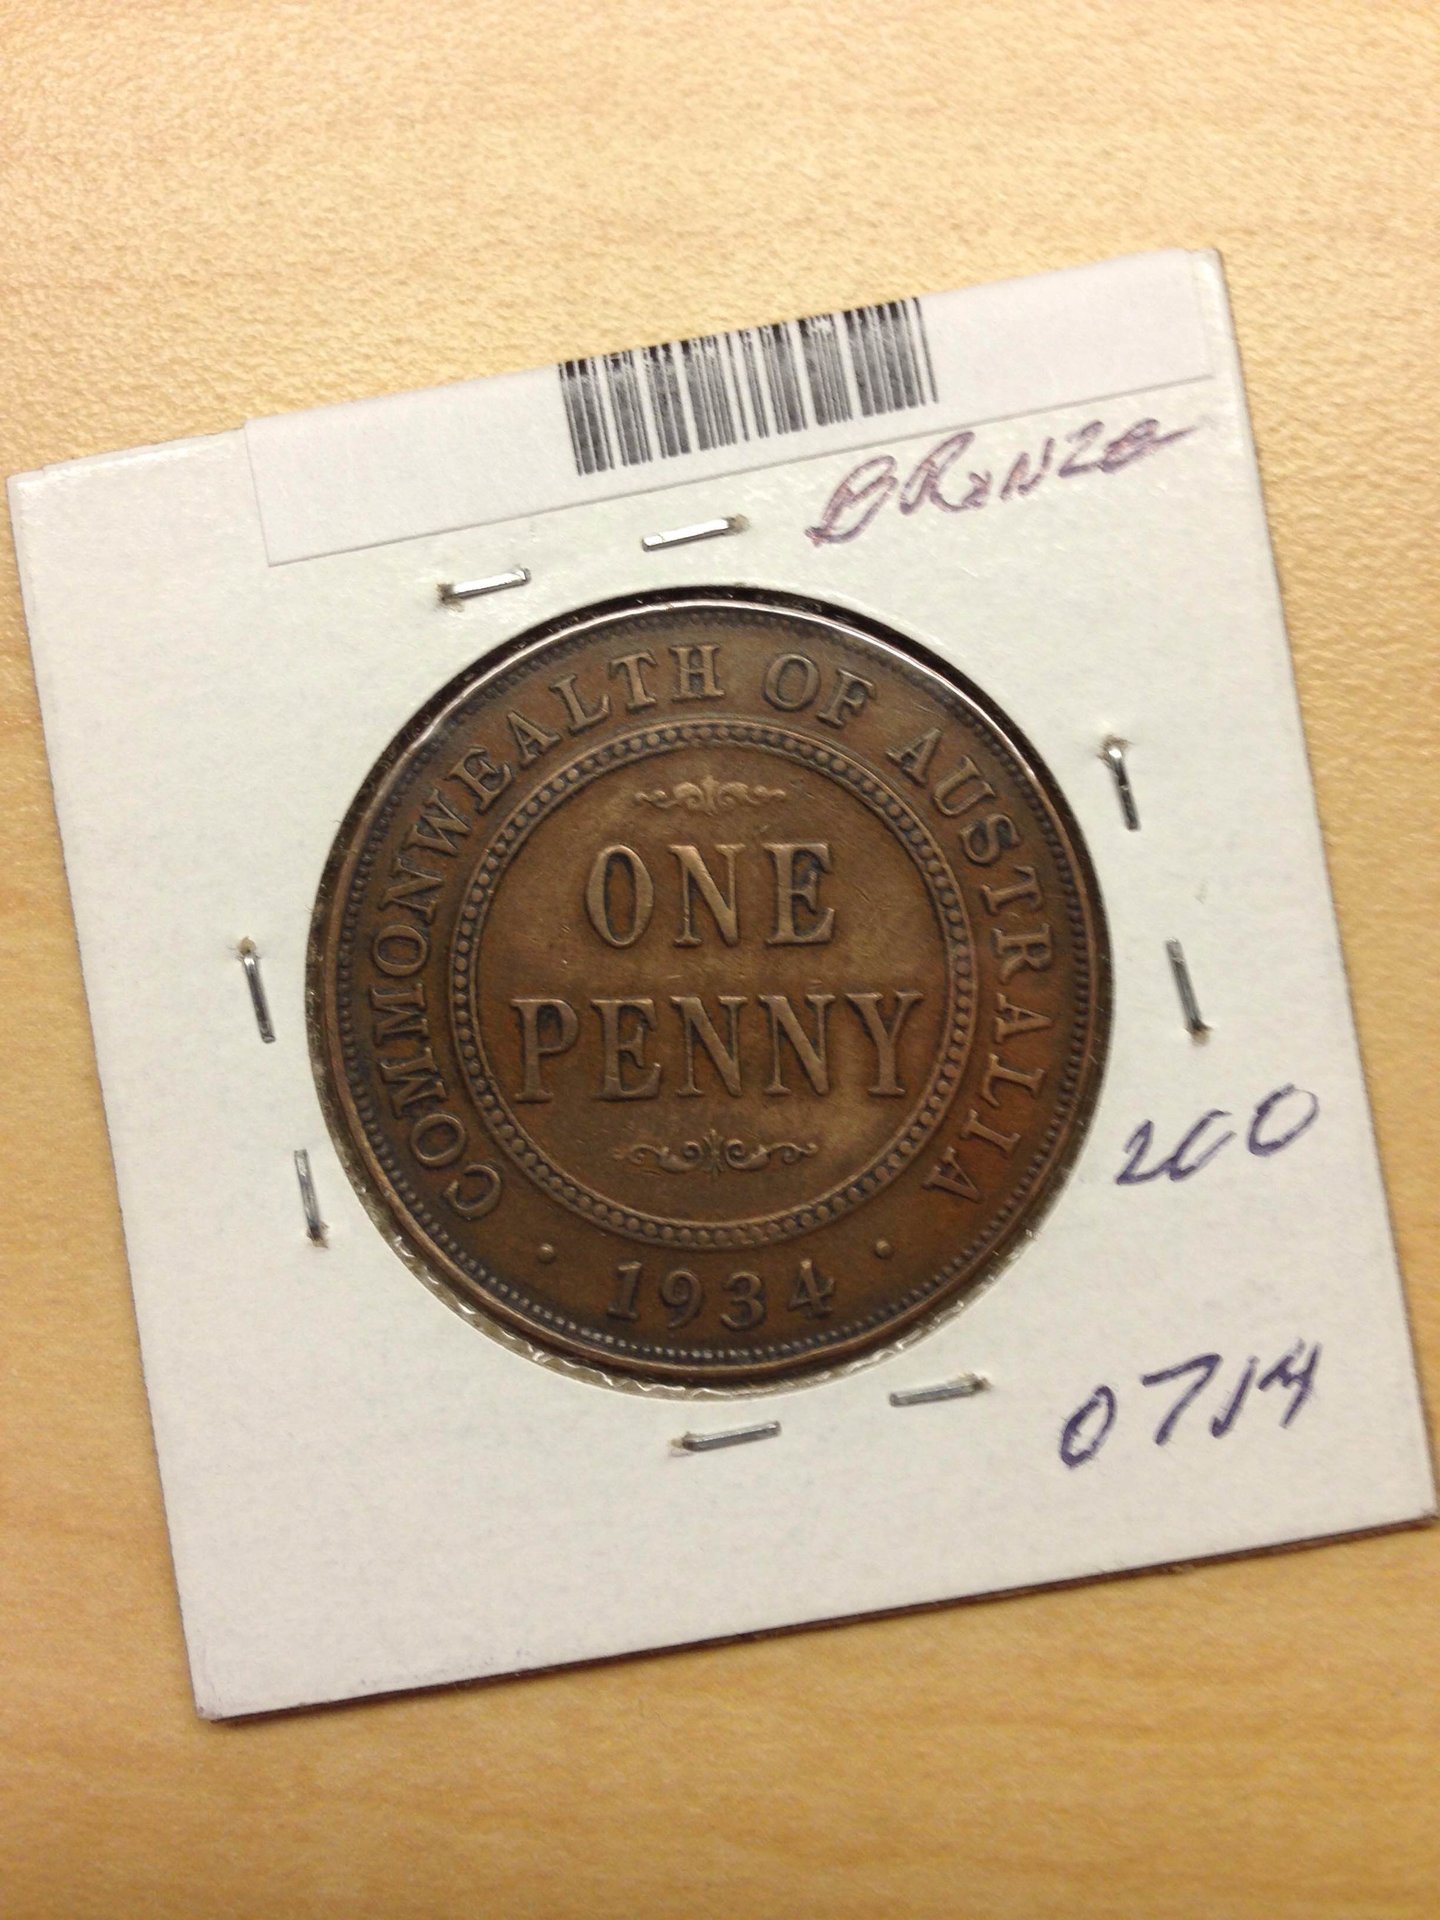 BRONZE
COMMONWEALTH OF AUSTRALIA
ONE
PENNY
· 1934 ·
200
0714